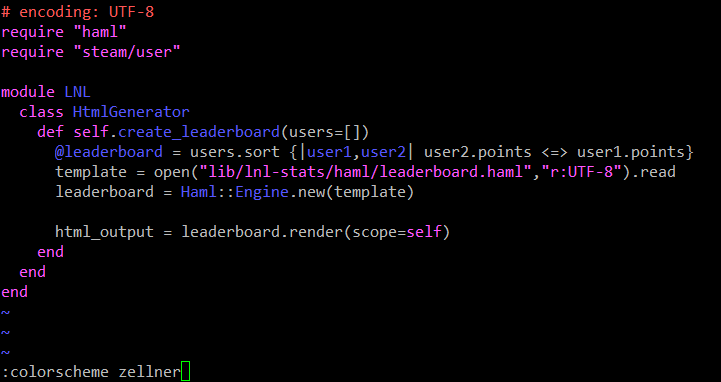 # encoding: UTF-8
require "haml"
require "steam/user"

module LNL
  class HtmlGenerator
    def self.create_leaderboard(users=[])
      @leaderboard = users.sort {|user1,user2| user2.points <=> user1.points}
      template = open("lib/lnl-stats/haml/leaderboard.haml","r:UTF-8").read
      leaderboard = Haml::Engine.new(template)

      html_output = leaderboard.render(scope=self)
    end
  end
end
~
~
~
:colorscheme zellner